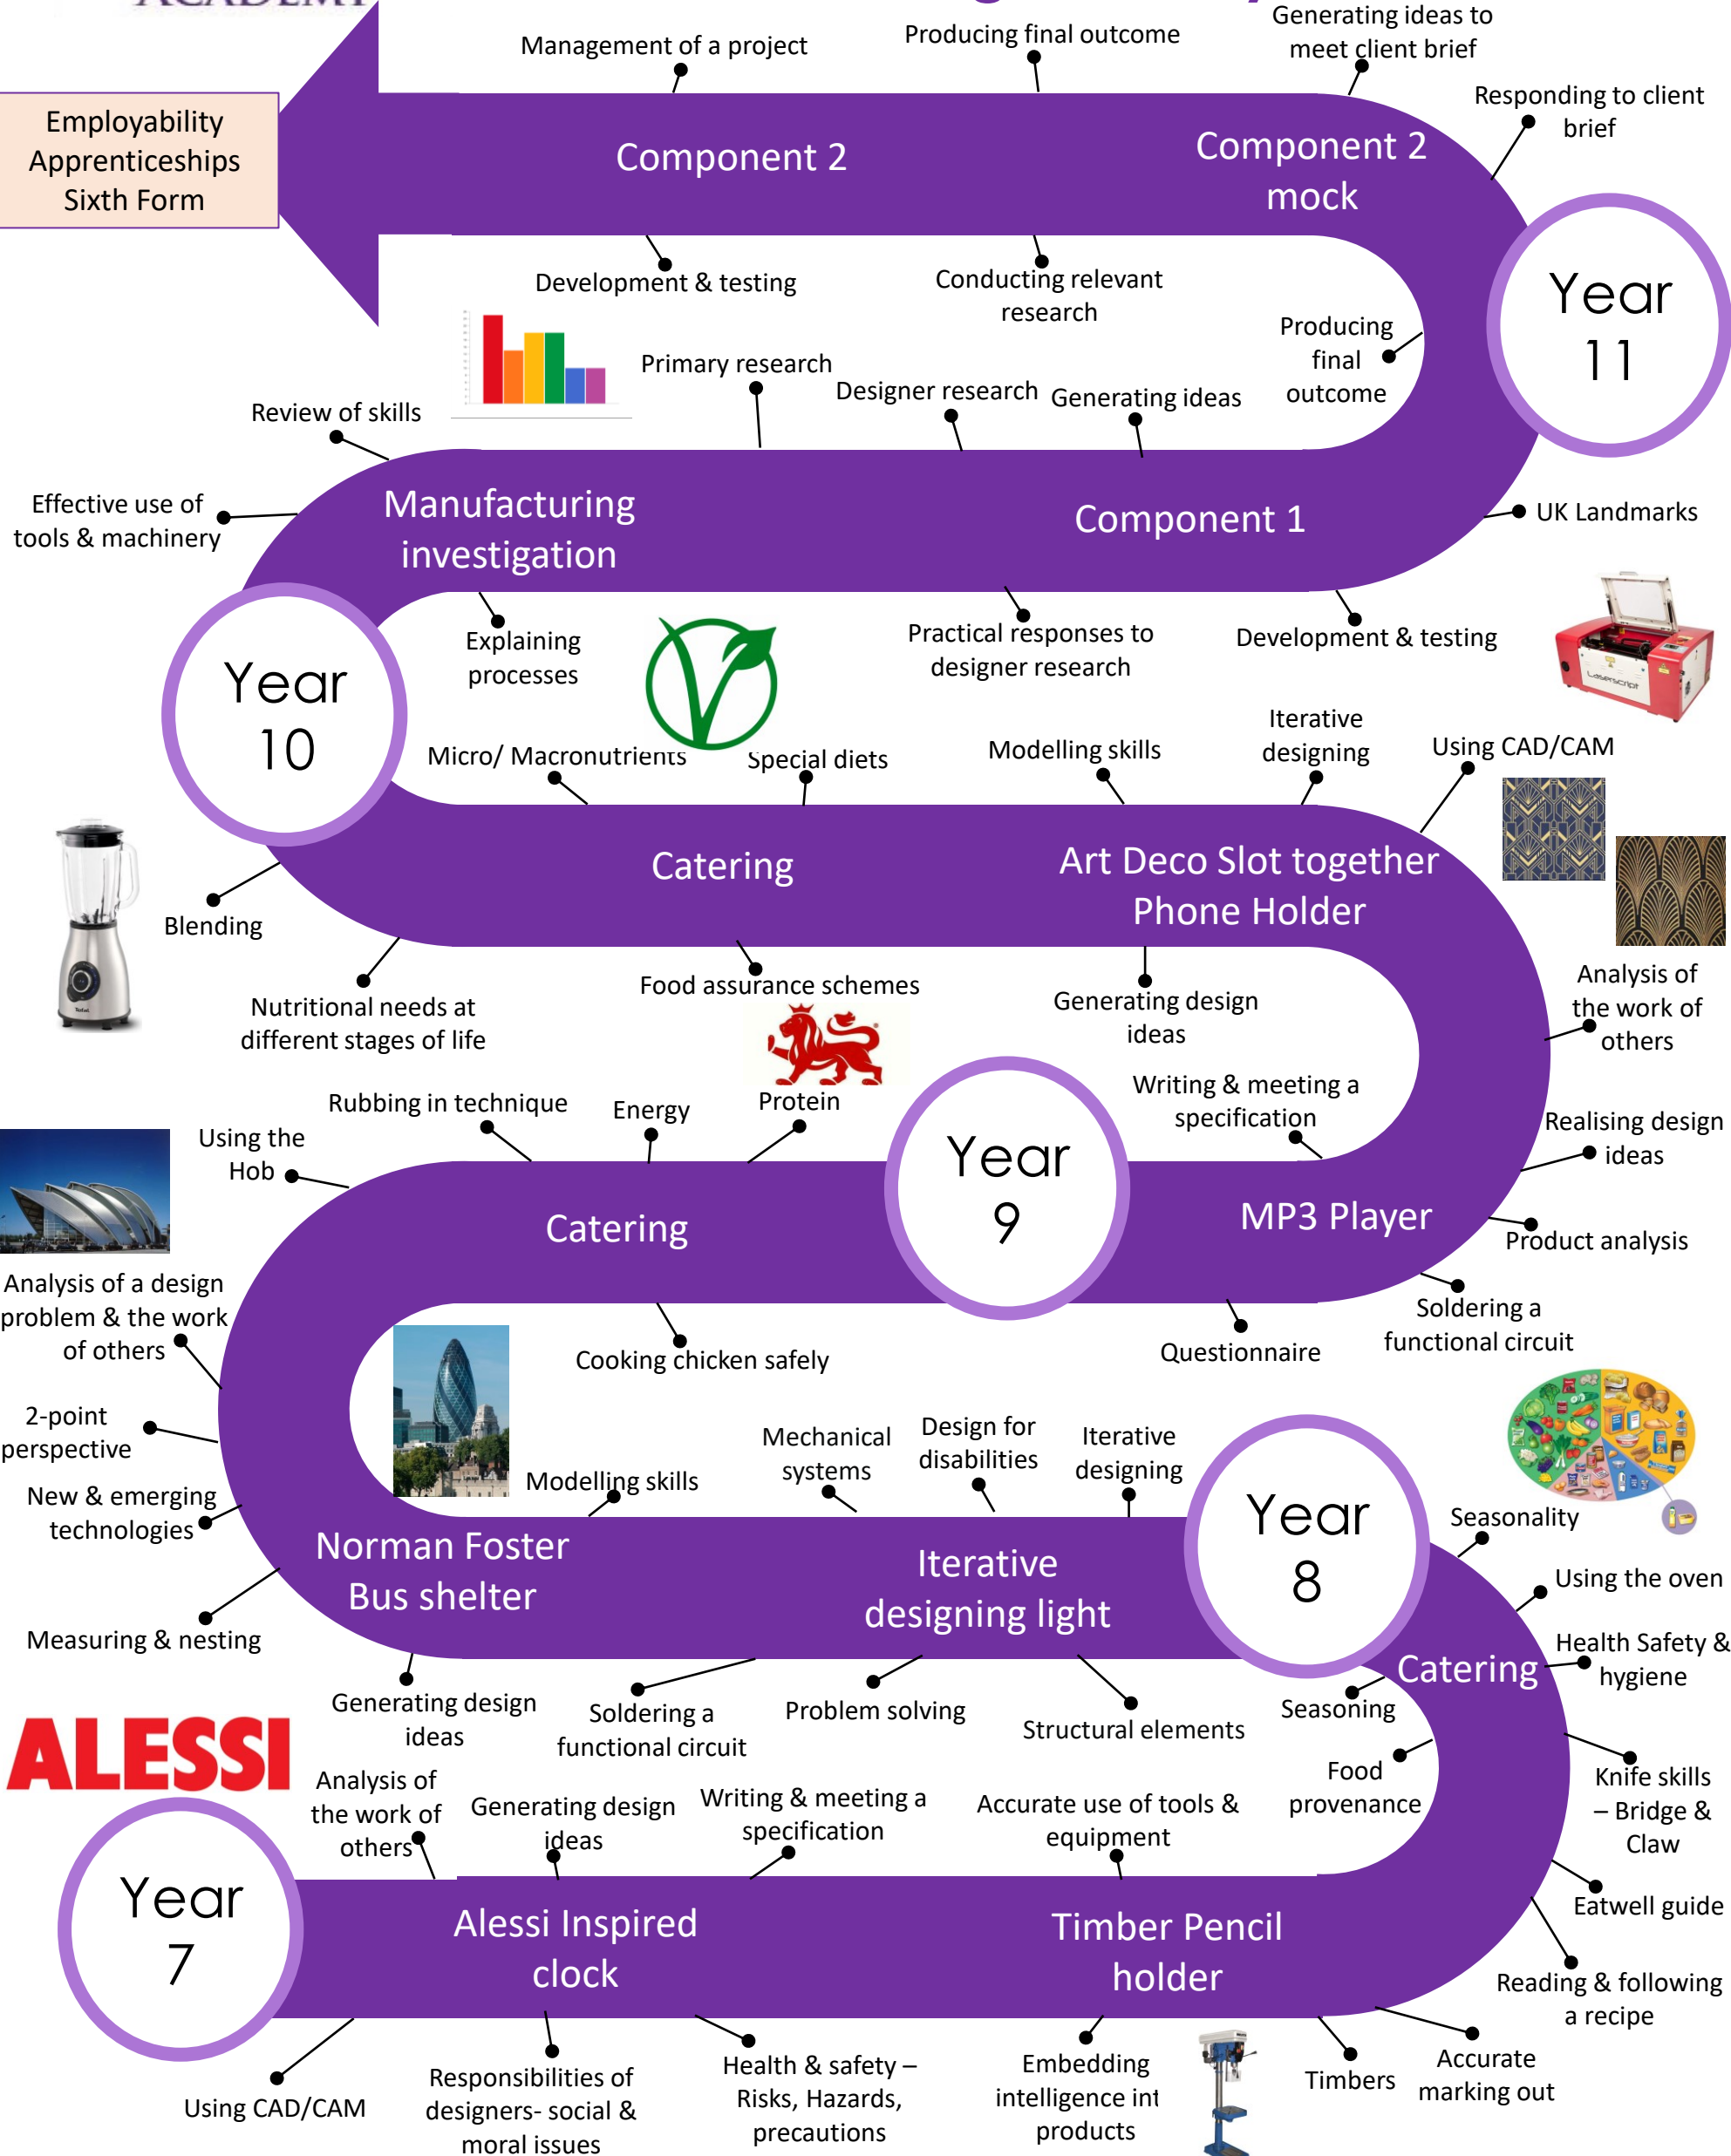 ACADEMY
Generating ideas to
meet client brief
Producing final outcome
Management of a project
Responding to client
brief
Employability
Apprenticeships
Sixth Form
Component 2
Component 2
mock
Year
11
Development & testing
Conducting relevant
research
Producing
final
outcome
Primary research
Designer research
Generating ideas
Review of skills
Effective use of
tools & machinery
Manufacturing
investigation
Component 1
UK Landmarks
Explaining
processes
Practical responses to
designer research
Development & testing
Laserscript
Year
10
Micro/ Macronutrients
Special diets
Modelling skills
Iterative
designing
Using CAD/CAM
Catering
Art Deco Slot together
Phone Holder
Blending
Tefal
Nutritional needs at
different stages of life
Food assurance schemes
Generating design
ideas
Analysis of
the work of
others
Rubbing in technique
Energy
Protein
Writing & meeting a
specification
Using the
Hob
Year
9
Realising design
ideas
Catering
MP3 Player
Product analysis
Analysis of a design
problem & the work
of others
Cooking chicken safely
Questionnaire
Soldering a
functional circuit
2-point
perspective
Modelling skills
Mechanical
systems
Design for
disabilities
Iterative
designing
New & emerging
technologies
Year
8
Seasonality
Norman Foster
Bus shelter
Iterative
designing light
Using the oven
Measuring & nesting
Catering
Health Safety &
hygiene
Generating design
ideas
Soldering a
functional circuit
Problem solving
Structural elements
Seasoning
ALESSI
Food
provenance
Knife skills
– Bridge &
Claw
Analysis of
the work of
others
Generating design
ideas
Writing & meeting a
specification
Accurate use of tools &
equipment
Year
7
Alessi Inspired
clock
Timber Pencil
holder
Eatwell guide
Reading & following
a recipe
Using CAD/CAM
Responsibilities of
designers- social &
moral issues
Health & safety –
Risks, Hazards,
precautions
Embedding
intelligence int
products
Timbers
Accurate
marking out